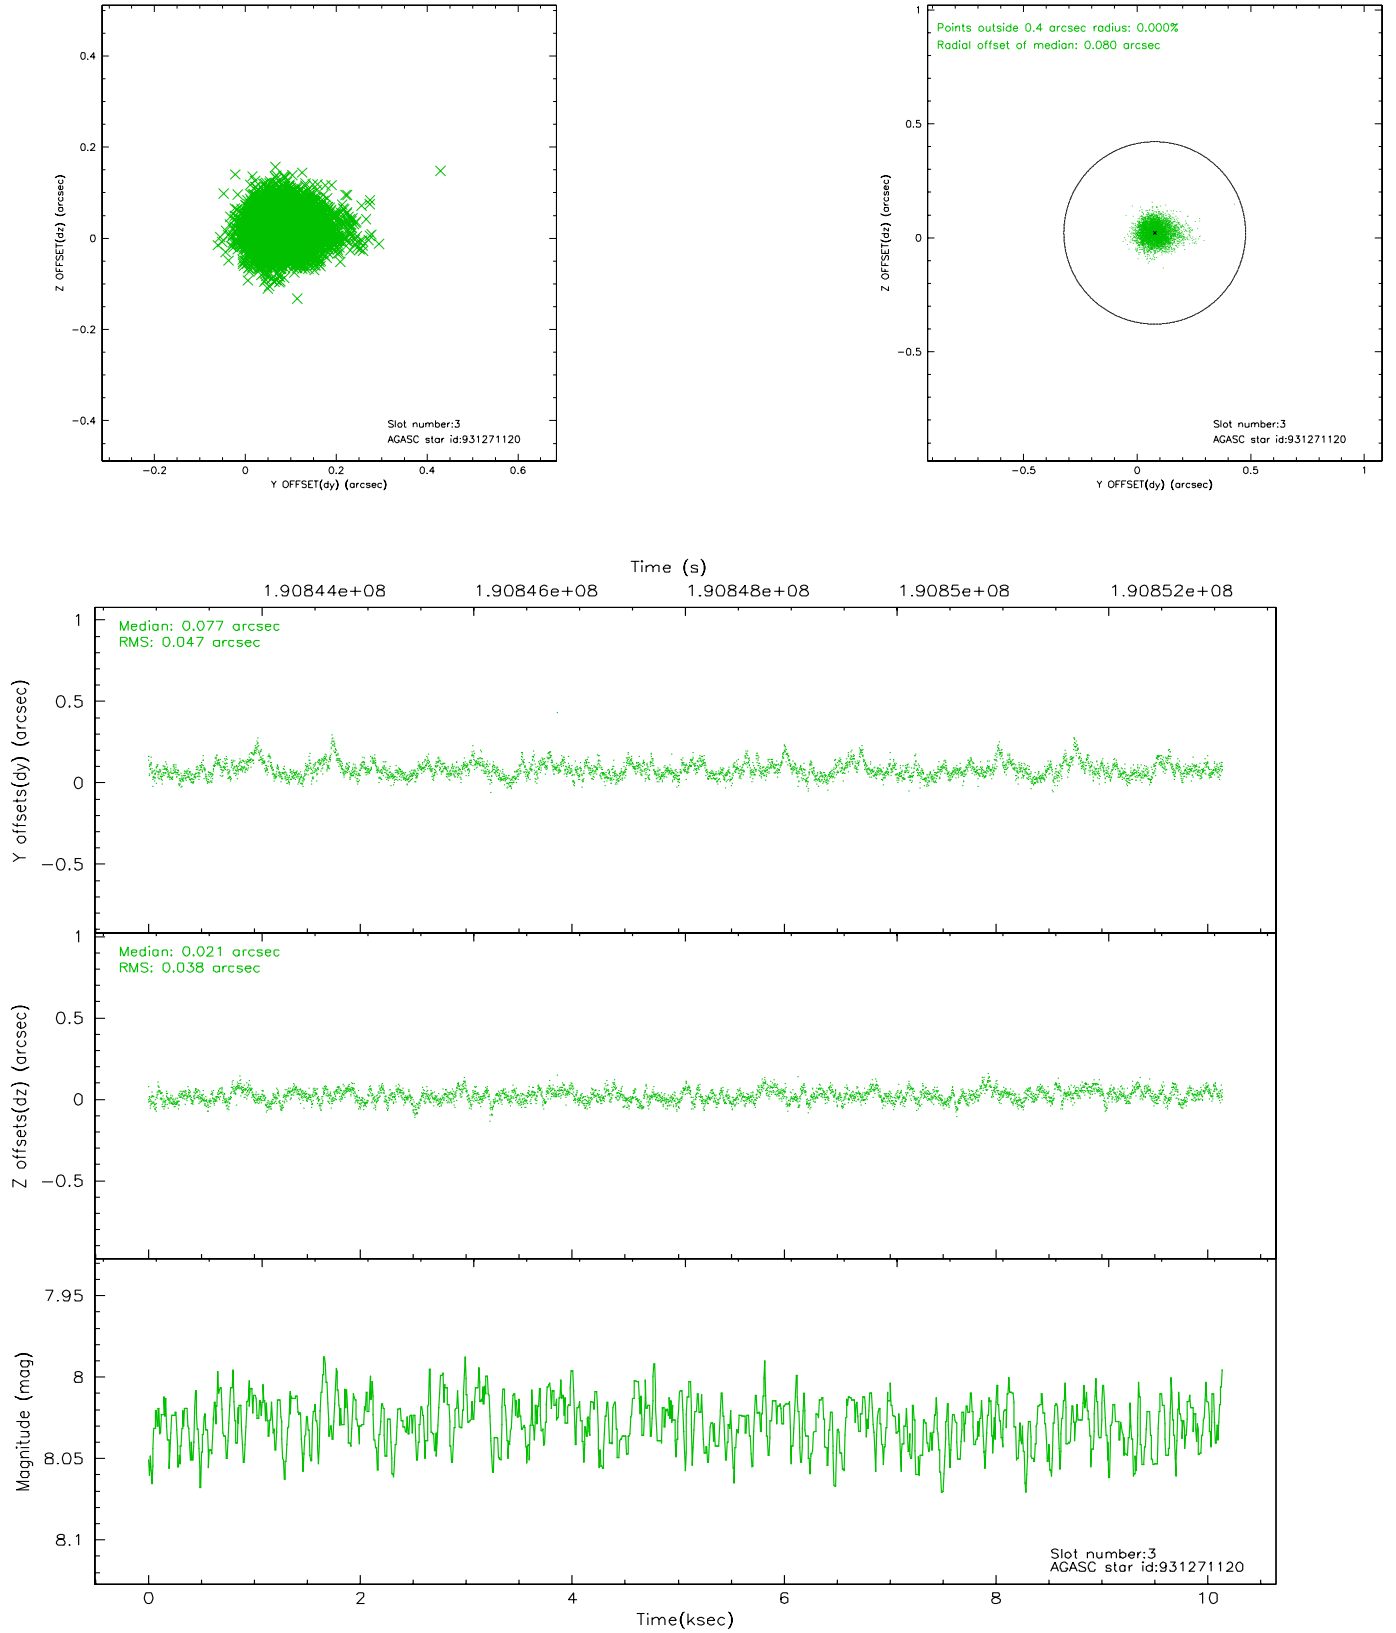 0.4
0.2
0
−0.2
−0.4
Z OFFSET(dz) (arcsec)
Slot number:3
AGASC star id:931271120
−0.2 0 0.2 0.4 0.6
Y OFFSET(dy) (arcsec)
Points outside 0.4 arcsec radius: 0.000%
Radial offset of median: 0.080 arcsec
1
0.5
0
−0.5
Z OFFSET(dz) (arcsec)
Slot number:3
AGASC star id:931271120
−0.5 0 0.5 1
Y OFFSET(dy) (arcsec)
Time (s)
1.90844e+08 1.90846e+08 1.90848e+08 1.9085e+08 1.90852e+08
Median: 0.077 arcsec
RMS: 0.047 arcsec
1
0.5
0
−0.5
Y offsets(dy) (arcsec)
Median: 0.021 arcsec
RMS: 0.038 arcsec
1
0.5
0
−0.5
Z offsets(dz) (arcsec)
7.95
8
8.05
8.1
Magnitude (mag)
Slot number:3
AGASC star id:931271120
0 2 4 6 8 10
Time(ksec)